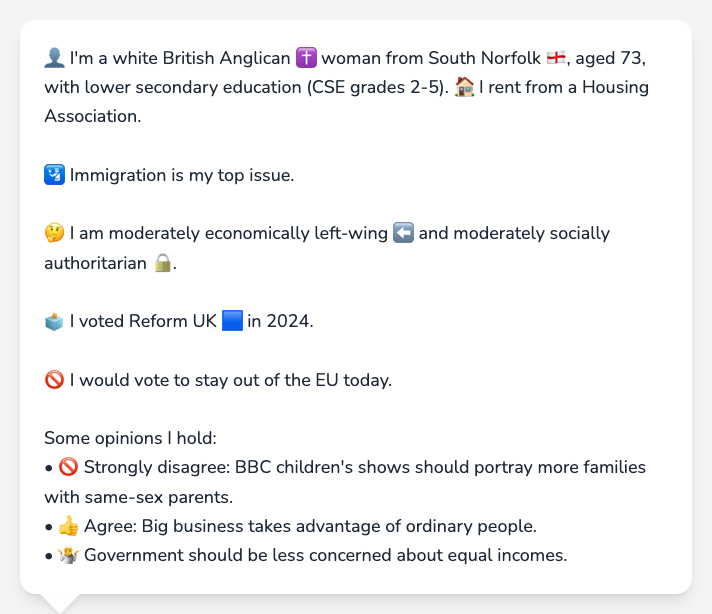 👤 I'm a white British Anglican ✝️ woman from South Norfolk 🏴󠁧󠁢󠁥󠁮󠁧󠁿, aged 73,
with lower secondary education (CSE grades 2-5). 🏠 I rent from a Housing
Association.
🛂 Immigration is my top issue.
🤔 I am moderately economically left-wing ⬅️ and moderately socially
authoritarian 🔒.
🗳️ I voted Reform UK 🟦 in 2024.
🚫 I would vote to stay out of the EU today.
Some opinions I hold:
• 🚫 Strongly disagree: BBC children's shows should portray more families
with same-sex parents.
• 👍 Agree: Big business takes advantage of ordinary people.
• 🤷 Government should be less concerned about equal incomes.